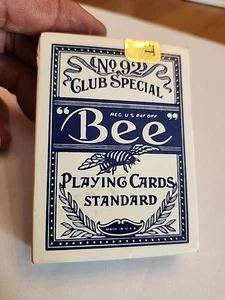 No. 92
CLUB SPECIAL
REG. U.S. PAT. OFF.
"Bee"
PLAYING CARDS
STANDARD
MADE IN U.S.A.